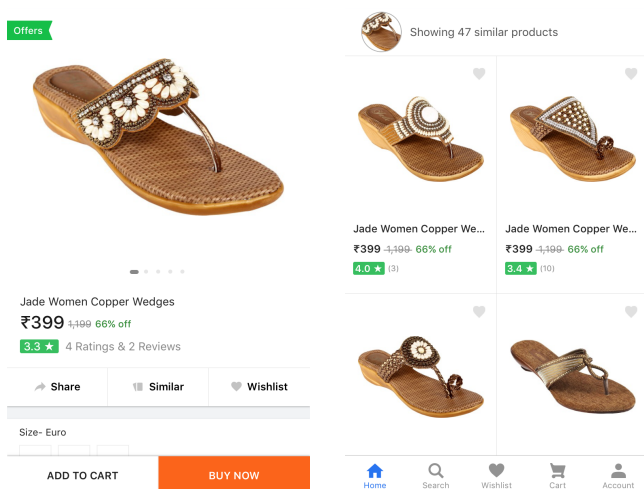 Offers
Jade Women Copper Wedges
₹399 1,199 66% off
3.3 ★ 4 Ratings & 2 Reviews
Share
Similar
Wishlist
Size- Euro
ADD TO CART
BUY NOW
Showing 47 similar products
Jade Women Copper We...
₹399 1,199 66% off
4.0 ★ (3)
Jade Women Copper We...
₹399 1,199 66% off
3.4 ★ (10)
Home
Search
Wishlist
Cart
Account